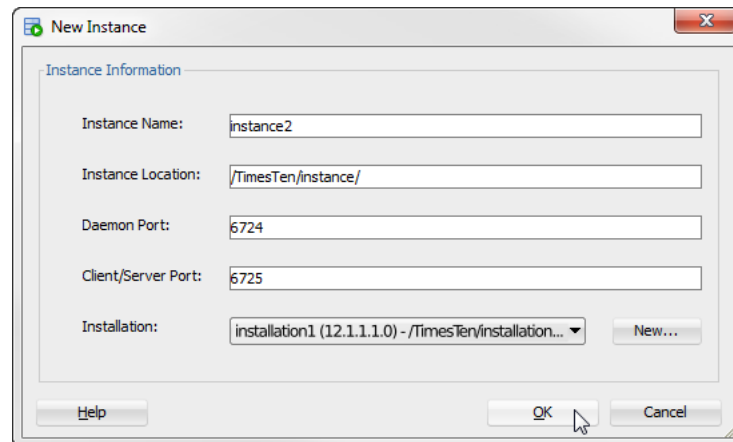 New Instance
Instance Information
Instance Name: instance2
Instance Location: /TimesTen/instance/
Daemon Port: 6724
Client/Server Port: 6725
Installation: installation1 (12.1.1.1.0) - /TimesTen/installation... New...
Help OK Cancel